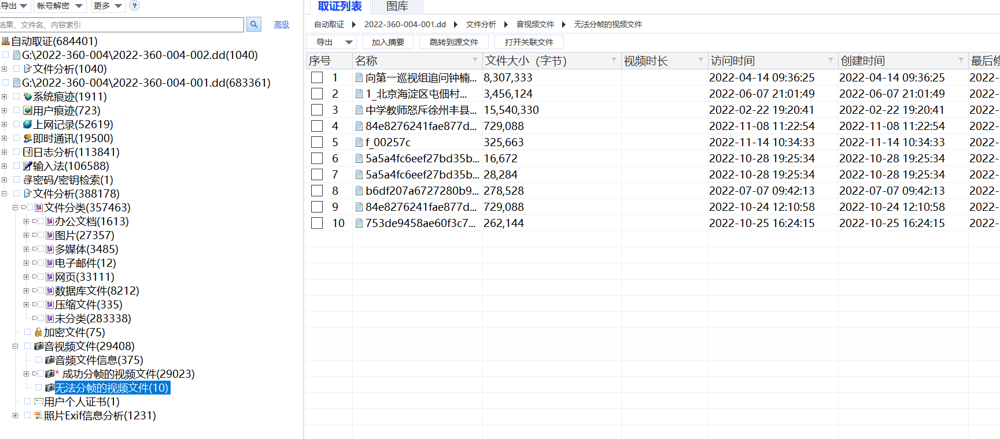 导出 帐号解密 更多 ?
结果、文件名、内容索引 高级
自动取证(684401)
G:\2022-360-004\2022-360-004-002.dd(1040)
文件分析(1040)
G:\2022-360-004\2022-360-004-001.dd(683361)
系统痕迹(1911)
用户痕迹(723)
上网记录(52619)
即时通讯(19500)
日志分析(113841)
输入法(106588)
密码/密钥检索(1)
文件分析(388178)
文件分类(357463)
办公文档(1613)
图片(27357)
多媒体(3485)
电子邮件(12)
网页(33111)
数据库文件(8212)
压缩文件(335)
未分类(283338)
加密文件(75)
音视频文件(29408)
音频文件信息(375)
* 成功分帧的视频文件(29023)
无法分帧的视频文件(10)
用户个人证书(1)
照片Exif信息分析(1231)
取证列表 图库
自动取证 2022-360-004-001.dd 文件分析 音视频文件 无法分帧的视频文件
导出 加入摘要 跳转到源文件 打开关联文件
序号 名称 文件大小（字节） 视频时长 访问时间 创建时间 最后修
1 向第一巡视组追问钟楠... 8,307,333 2022-04-14 09:36:25 2022-04-14 09:36:25 2022-0
2 1_北京海淀区屯佃村... 3,456,124 2022-06-07 21:01:49 2022-06-07 21:01:49 2022-0
3 中学教师怒斥徐州丰县... 15,540,330 2022-02-22 19:20:41 2022-02-22 19:20:41 2022-0
4 84e8276241fae877d... 729,088 2022-11-08 11:22:54 2022-11-08 11:22:54 2022-
5 f_00257c 325,663 2022-11-14 10:34:33 2022-11-14 10:34:33 2022-
6 5a5a4fc6eef27bd35b... 16,672 2022-10-28 19:25:34 2022-10-28 19:25:34 2022-
7 5a5a4fc6eef27bd35b... 28,284 2022-10-28 19:25:34 2022-10-28 19:25:34 2022-
8 b6df207a6727280b9... 278,528 2022-07-07 09:42:13 2022-07-07 09:42:13 2022-0
9 84e8276241fae877d... 729,088 2022-10-24 12:10:58 2022-10-24 12:10:58 2022-
10 753de9458ae60f3c7... 262,144 2022-10-25 16:24:15 2022-10-25 16:24:15 2022-